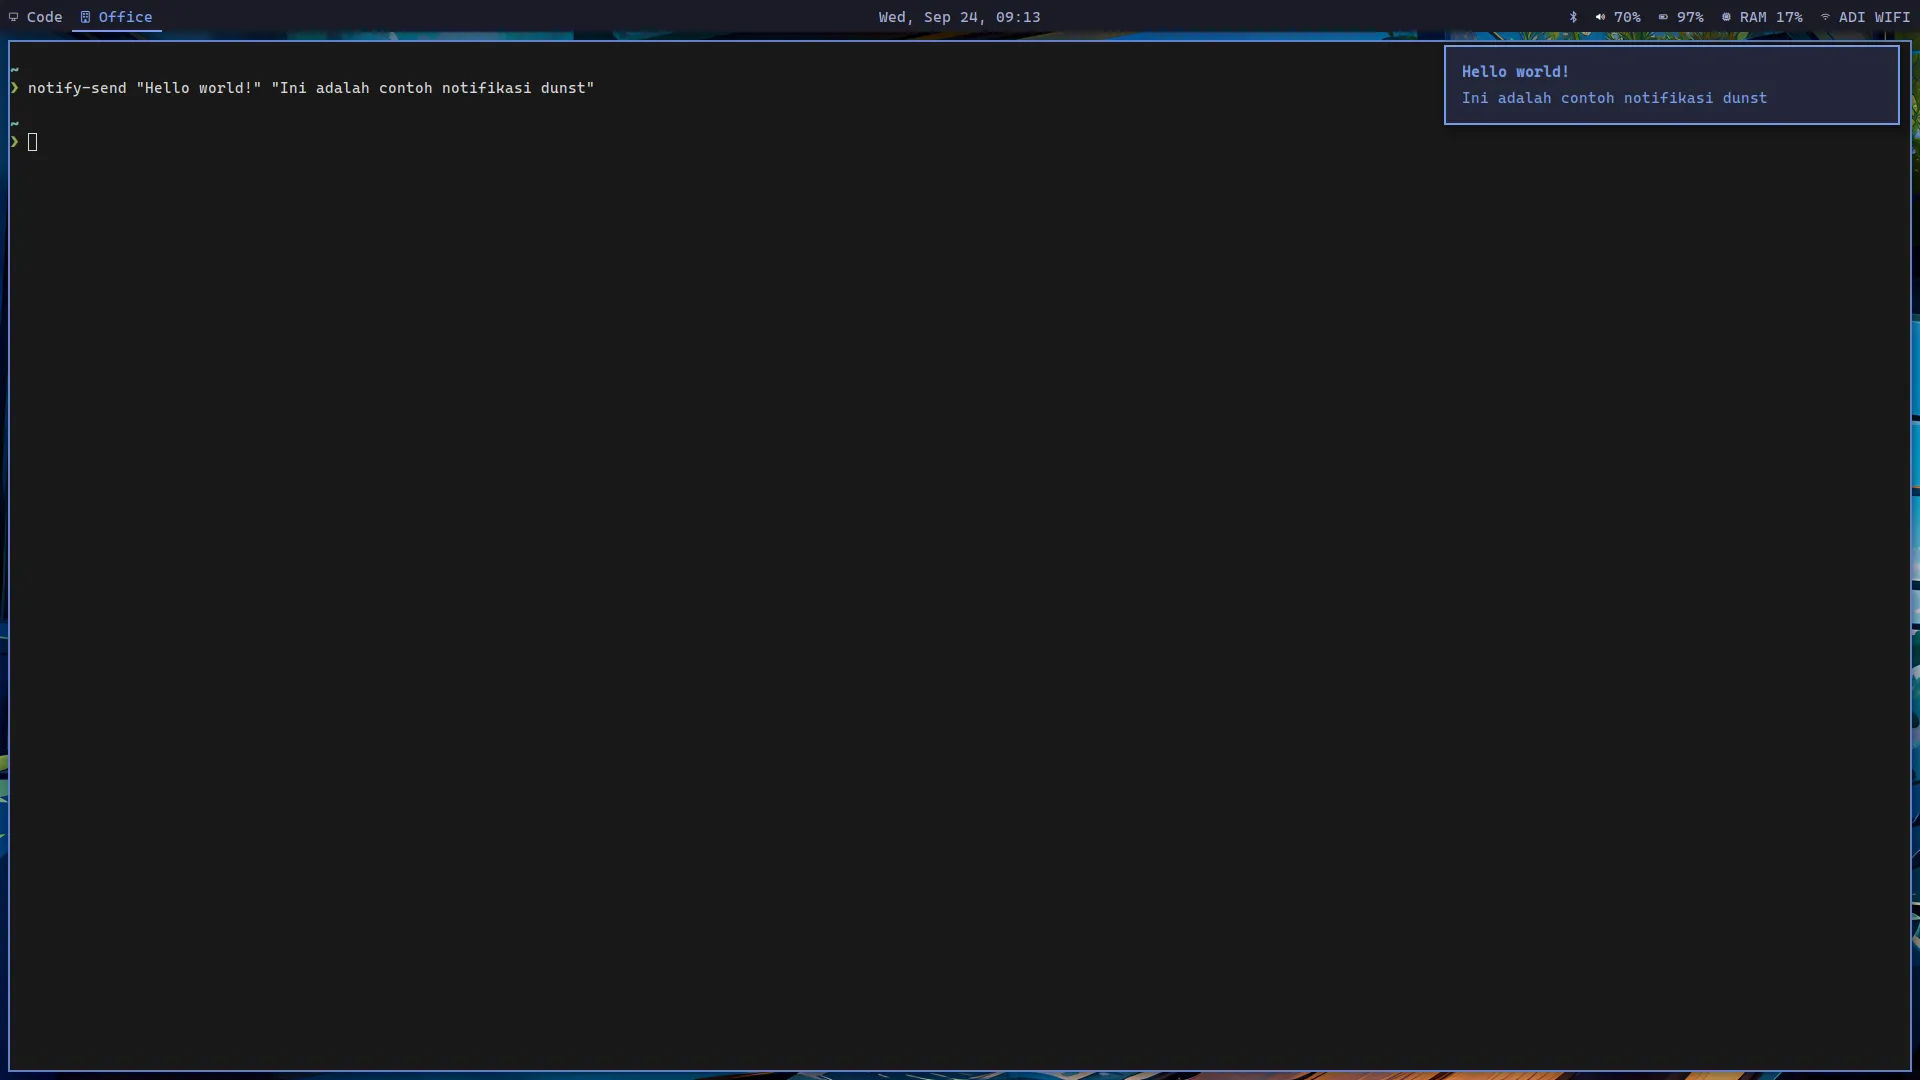 Code Office Wed, Sep 24, 09:13 70% 97% RAM 17% ADI WIFI
~
❯ notify-send "Hello world!" "Ini adalah contoh notifikasi dunst"
~
❯
Hello world!
Ini adalah contoh notifikasi dunst